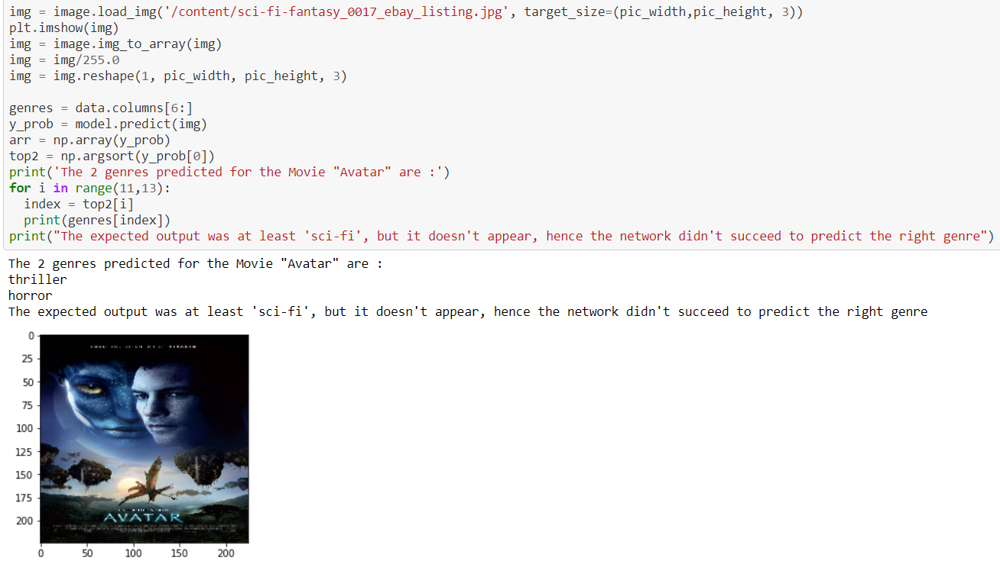 img = image.load_img('/content/sci-fi-fantasy_0017_ebay_listing.jpg', target_size=(pic_width,pic_height, 3))
plt.imshow(img)
img = image.img_to_array(img)
img = img/255.0
img = img.reshape(1, pic_width, pic_height, 3)
genres = data.columns[6:]
y_prob = model.predict(img)
arr = np.array(y_prob)
top2 = np.argsort(y_prob[0])
print('The 2 genres predicted for the Movie "Avatar" are :')
for i in range(11,13):
  index = top2[i]
  print(genres[index])
print("The expected output was at least 'sci-fi', but it doesn't appear, hence the network didn't succeed to predict the right genre")
The 2 genres predicted for the Movie "Avatar" are :
thriller
horror
The expected output was at least 'sci-fi', but it doesn't appear, hence the network didn't succeed to predict the right genre
0
25
50
75
100
125
150
175
200
AVATAR
0 50 100 150 200